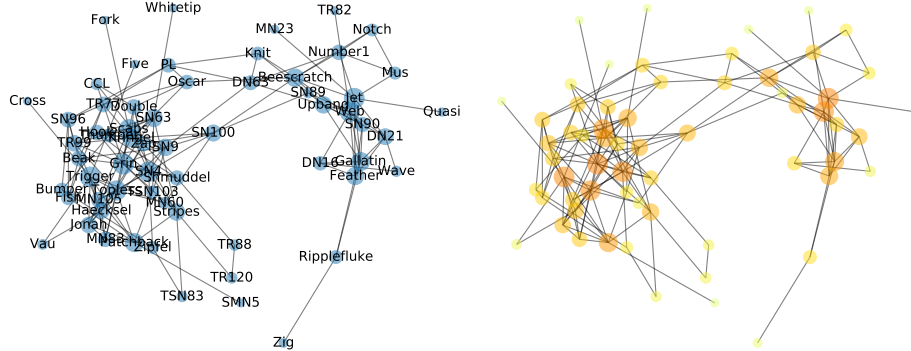 Whitetip
TR82
Fork
MN23
Notch
Number1
Knit
Five
PL
Mus
Beescratch
CCL
Oscar
DN63
SN89
Jet
TR77
Double
Upbang
Cross
Web
Quasi
SN96
SN63
SN90
SN100
DN21
TR99
Zap
SN9
Beak
Grin
DN16
Gallatin
SN4
Wave
Trigger
Shmuddel
Feather
Bumper
Topless
TSN103
Fish
MN105
MN60
Haecksel
Stripes
Jonah
MN83
Patchback
Vau
Zipfel
TR88
Ripplefluke
TR120
TSN83
SMN5
Zig